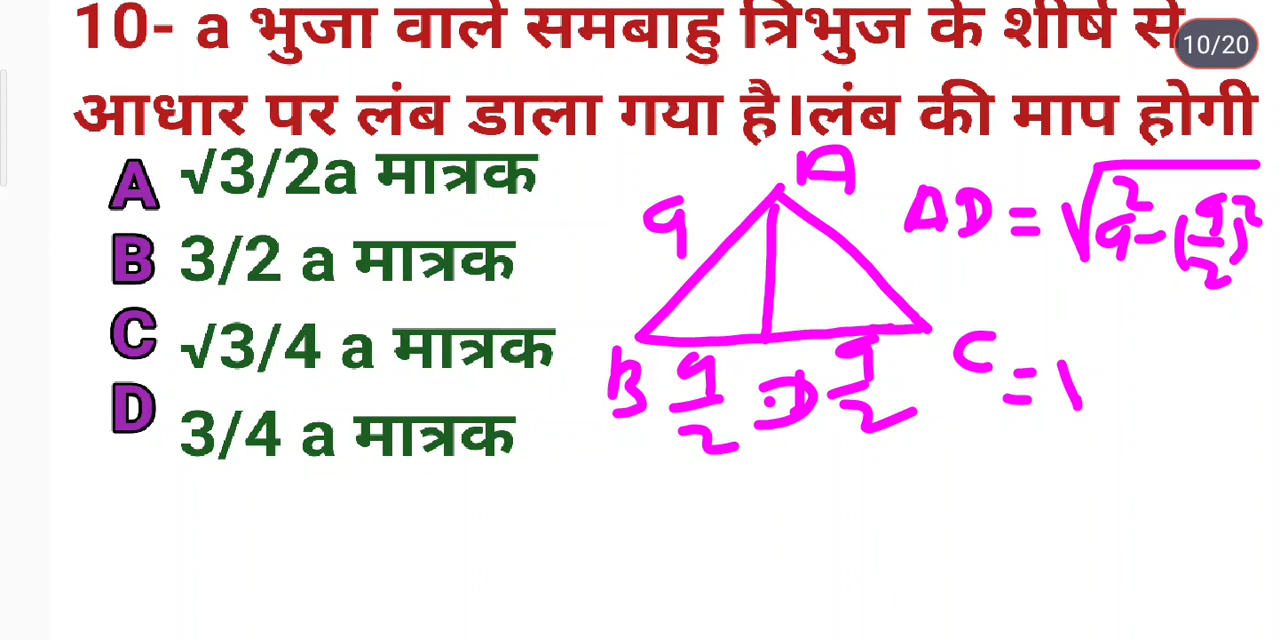 10- a भुजा वाले समबाहु त्रिभुज के शीर्ष से
10/20
आधार पर लंब डाला गया है।लंब की माप होगी
A √3/2a मात्रक
B 3/2 a मात्रक
C √3/4 a मात्रक
D 3/4 a मात्रक
A
a
AD = √a²-(a/2)²
B a/2 D a/2 C
=